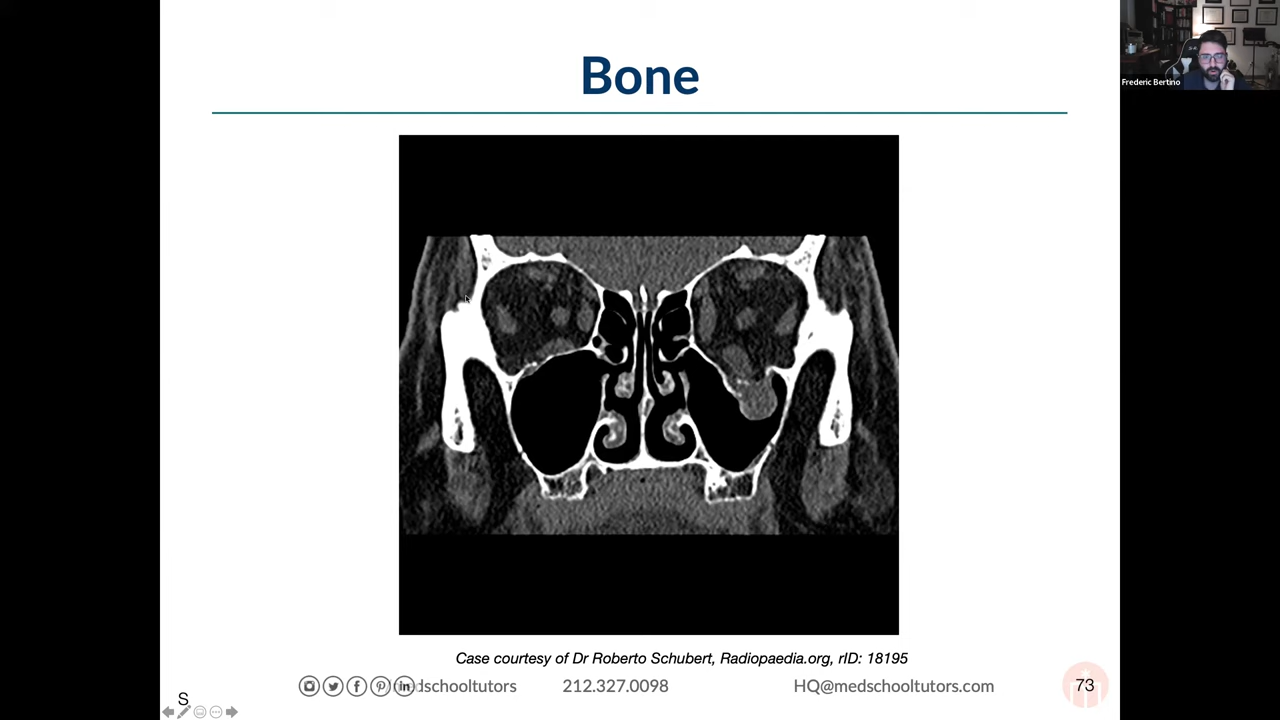 Bone
Frederic Bertino
Case courtesy of Dr Roberto Schubert, Radiopaedia.org, rID: 18195
medschooltutors 212.327.0098 HQ@medschooltutors.com 73
S